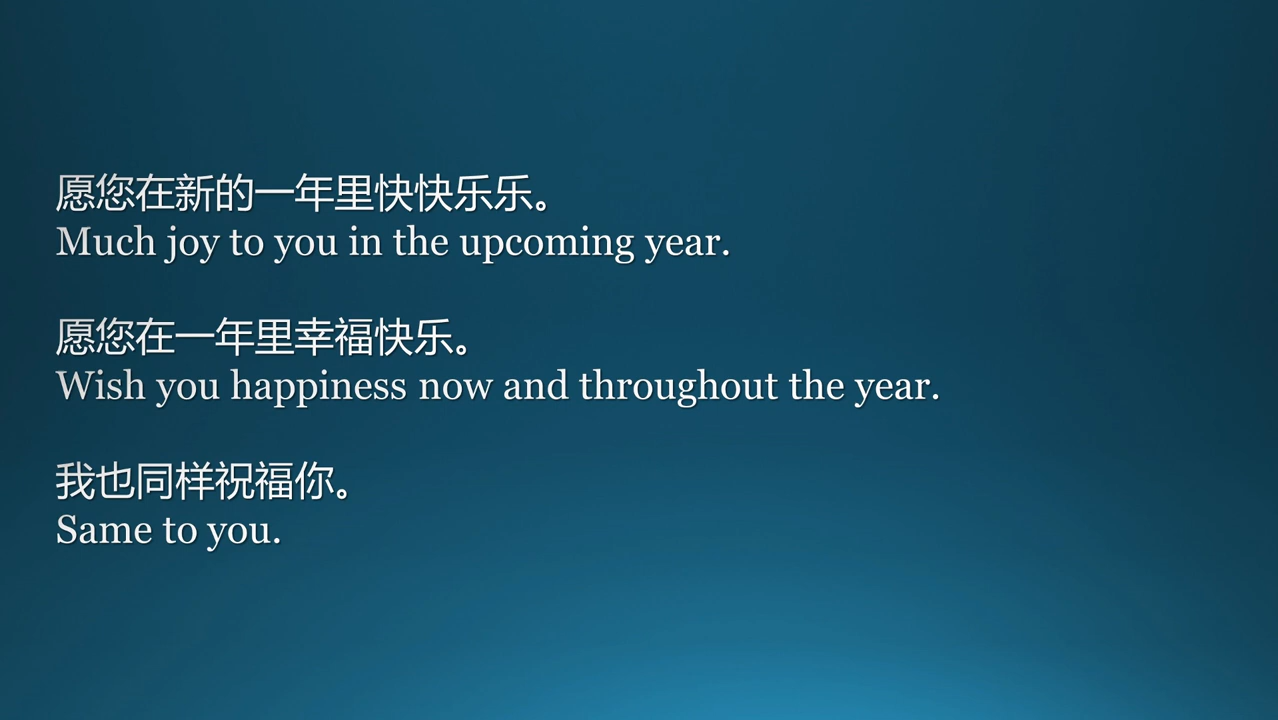 愿您在新的一年里快快乐乐。
Much joy to you in the upcoming year.
愿您在一年里幸福快乐。
Wish you happiness now and throughout the year.
我也同样祝福你。
Same to you.